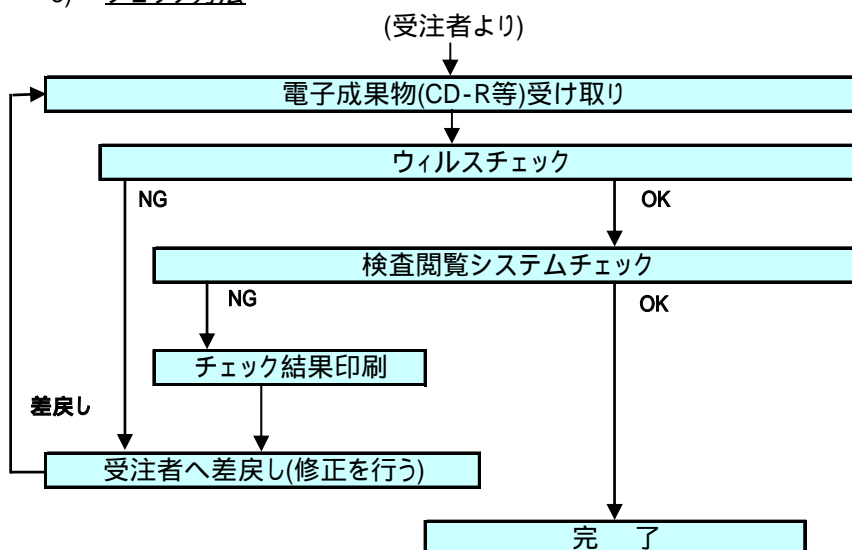 (受注者より)
電子成果物(CD-R等)受け取り
ウィルスチェック
NG
OK
検査閲覧システムチェック
NG
OK
チェック結果印刷
差戻し
受注者へ差戻し(修正を行う)
完 了